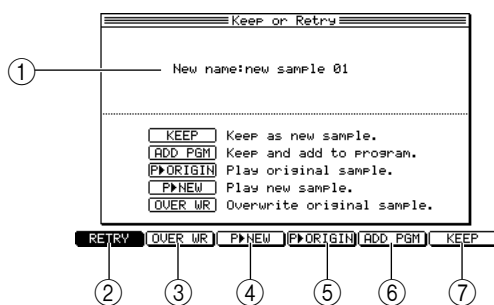 Keep or Retry
1
New name:new sample 01
KEEP Keep as new sample.
ADD PGM Keep and add to program.
P▶ORIGIN Play original sample.
P▶NEW Play new sample.
OVER WR Overwrite original sample.
RETRY OVER WR P▶NEW P▶ORIGIN ADD PGM KEEP
2 3 4 5 6 7